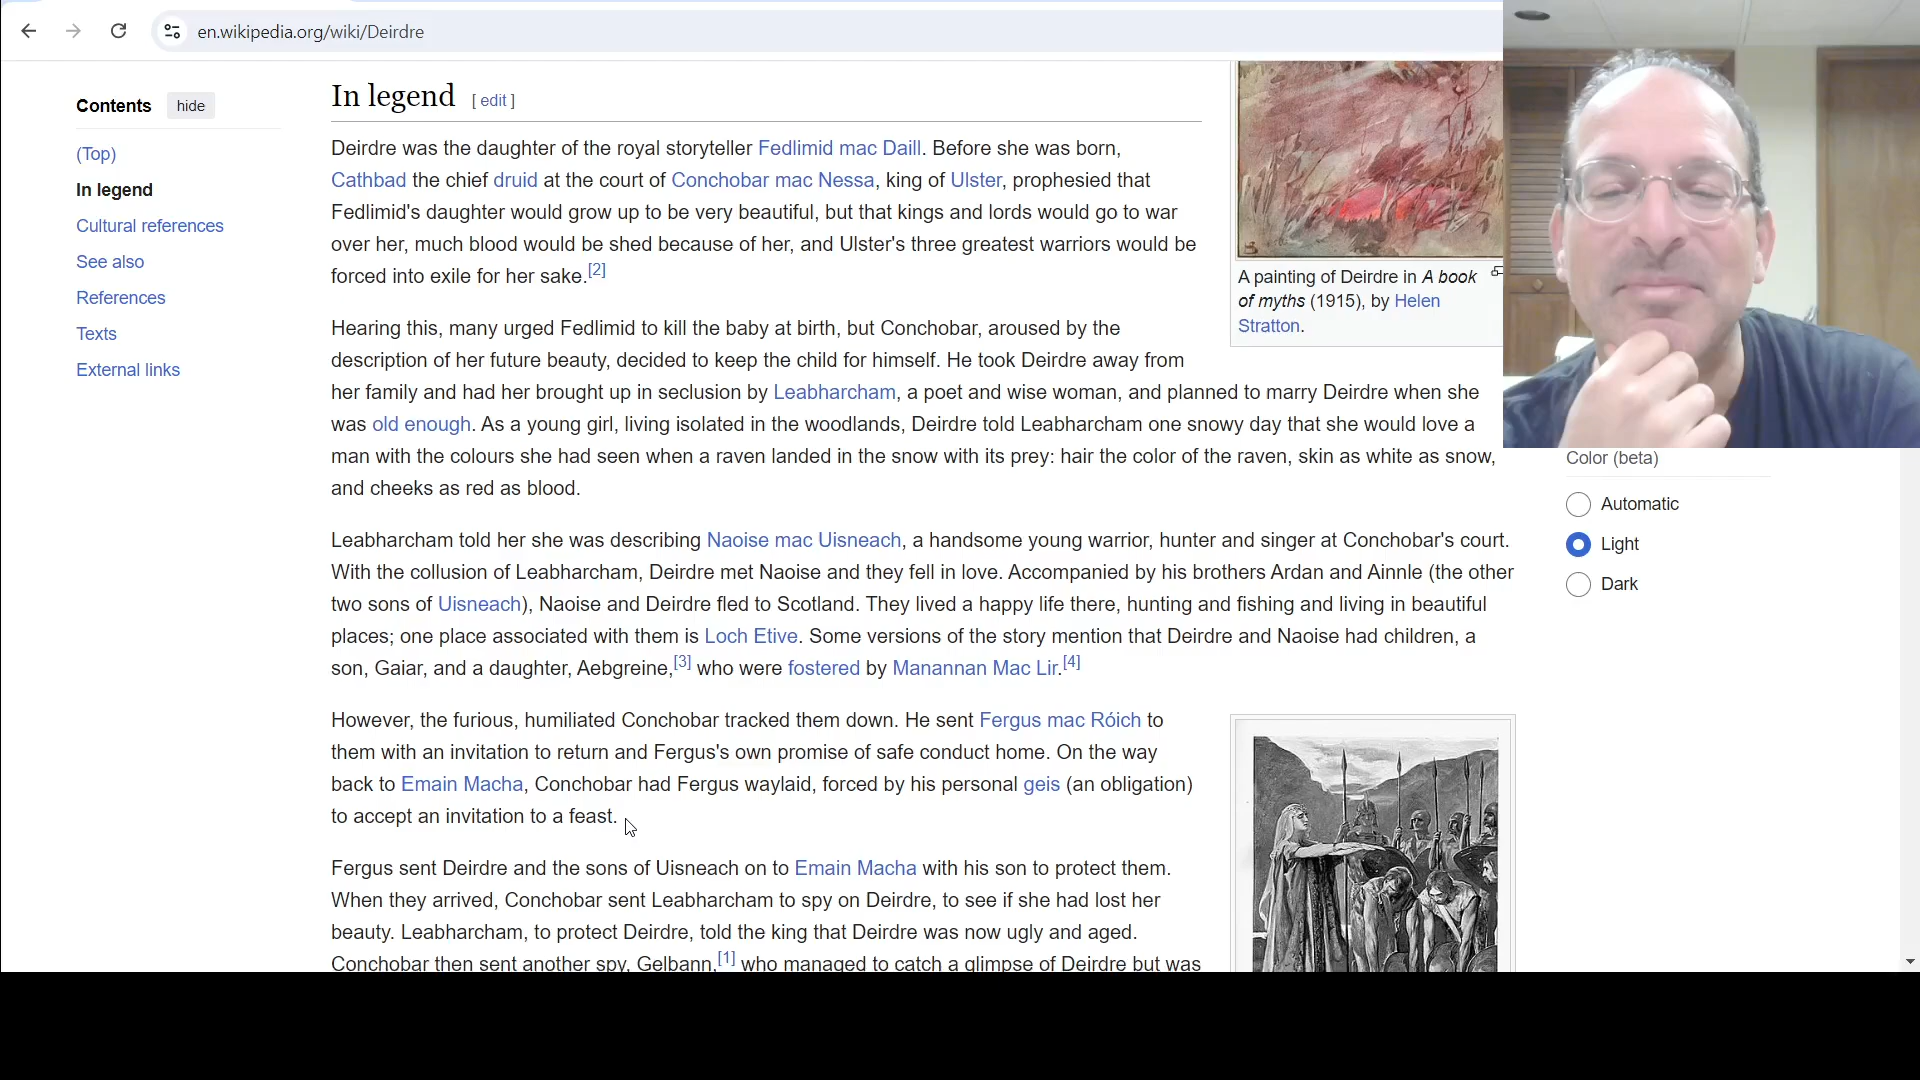 en.wikipedia.org/wiki/Deirdre
Contents hide
(Top)
In legend
Cultural references
See also
References
Texts
External links
In legend [ edit ]
Deirdre was the daughter of the royal storyteller Fedlimid mac Daill. Before she was born,
Cathbad the chief druid at the court of Conchobar mac Nessa, king of Ulster, prophesied that
Fedlimid's daughter would grow up to be very beautiful, but that kings and lords would go to war
over her, much blood would be shed because of her, and Ulster's three greatest warriors would be
forced into exile for her sake.[2]
Hearing this, many urged Fedlimid to kill the baby at birth, but Conchobar, aroused by the
description of her future beauty, decided to keep the child for himself. He took Deirdre away from
her family and had her brought up in seclusion by Leabharcham, a poet and wise woman, and planned to marry Deirdre when she
was old enough. As a young girl, living isolated in the woodlands, Deirdre told Leabharcham one snowy day that she would love a
man with the colours she had seen when a raven landed in the snow with its prey: hair the color of the raven, skin as white as snow,
and cheeks as red as blood.
Leabharcham told her she was describing Naoise mac Uisneach, a handsome young warrior, hunter and singer at Conchobar's court.
With the collusion of Leabharcham, Deirdre met Naoise and they fell in love. Accompanied by his brothers Ardan and Ainnle (the other
two sons of Uisneach), Naoise and Deirdre fled to Scotland. They lived a happy life there, hunting and fishing and living in beautiful
places; one place associated with them is Loch Etive. Some versions of the story mention that Deirdre and Naoise had children, a
son, Gaiar, and a daughter, Aebgreine,[3] who were fostered by Manannan Mac Lir.[4]
However, the furious, humiliated Conchobar tracked them down. He sent Fergus mac Róich to
them with an invitation to return and Fergus's own promise of safe conduct home. On the way
back to Emain Macha, Conchobar had Fergus waylaid, forced by his personal geis (an obligation)
to accept an invitation to a feast.
Fergus sent Deirdre and the sons of Uisneach on to Emain Macha with his son to protect them.
When they arrived, Conchobar sent Leabharcham to spy on Deirdre, to see if she had lost her
beauty. Leabharcham, to protect Deirdre, told the king that Deirdre was now ugly and aged.
Conchobar then sent another spy, Gelbann,[1] who managed to catch a glimpse of Deirdre but was
A painting of Deirdre in A book
of myths (1915), by Helen
Stratton.
Color (beta)
Automatic
Light
Dark